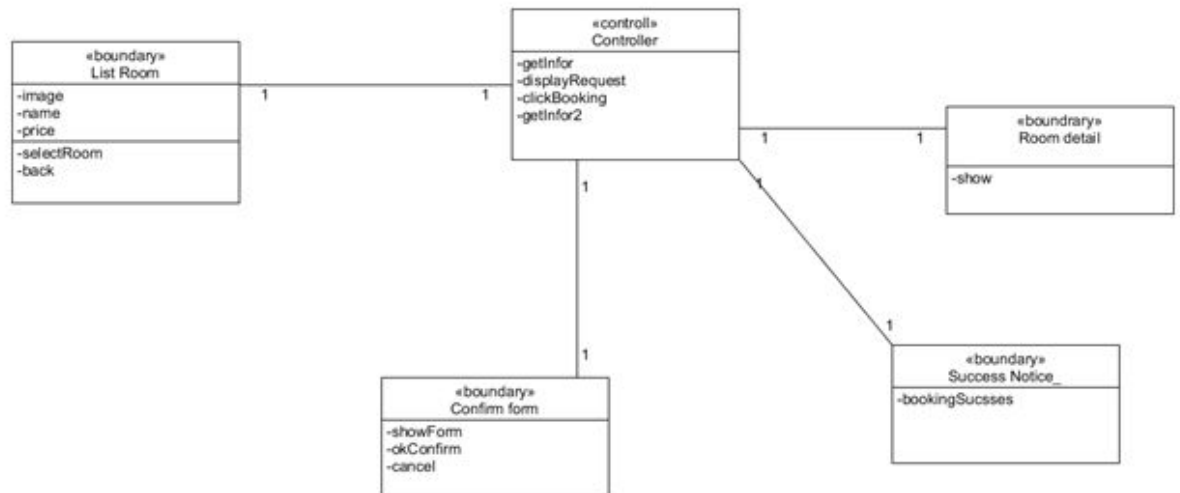 «boundary»
List Room
-image
-name
-price
-selectRoom
-back
1
1
«controll»
Controller
-getInfor
-displayRequest
-clickBooking
-getInfor2
1
1
«boundrary»
Room detail
-show
1
1
«boundary»
Confirm form
-showForm
-okConfirm
-cancel
1
1
«boundary»
Success Notice_
-bookingSucsses